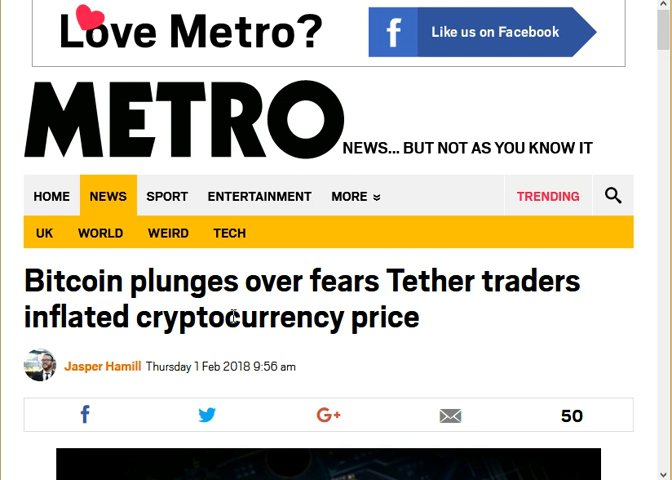 Love Metro?
f Like us on Facebook
METRO
NEWS... BUT NOT AS YOU KNOW IT
HOME NEWS SPORT ENTERTAINMENT MORE TRENDING
UK WORLD WEIRD TECH
Bitcoin plunges over fears Tether traders
inflated cryptocurrency price
Jasper Hamill Thursday 1 Feb 2018 9:56 am
f G+ 50